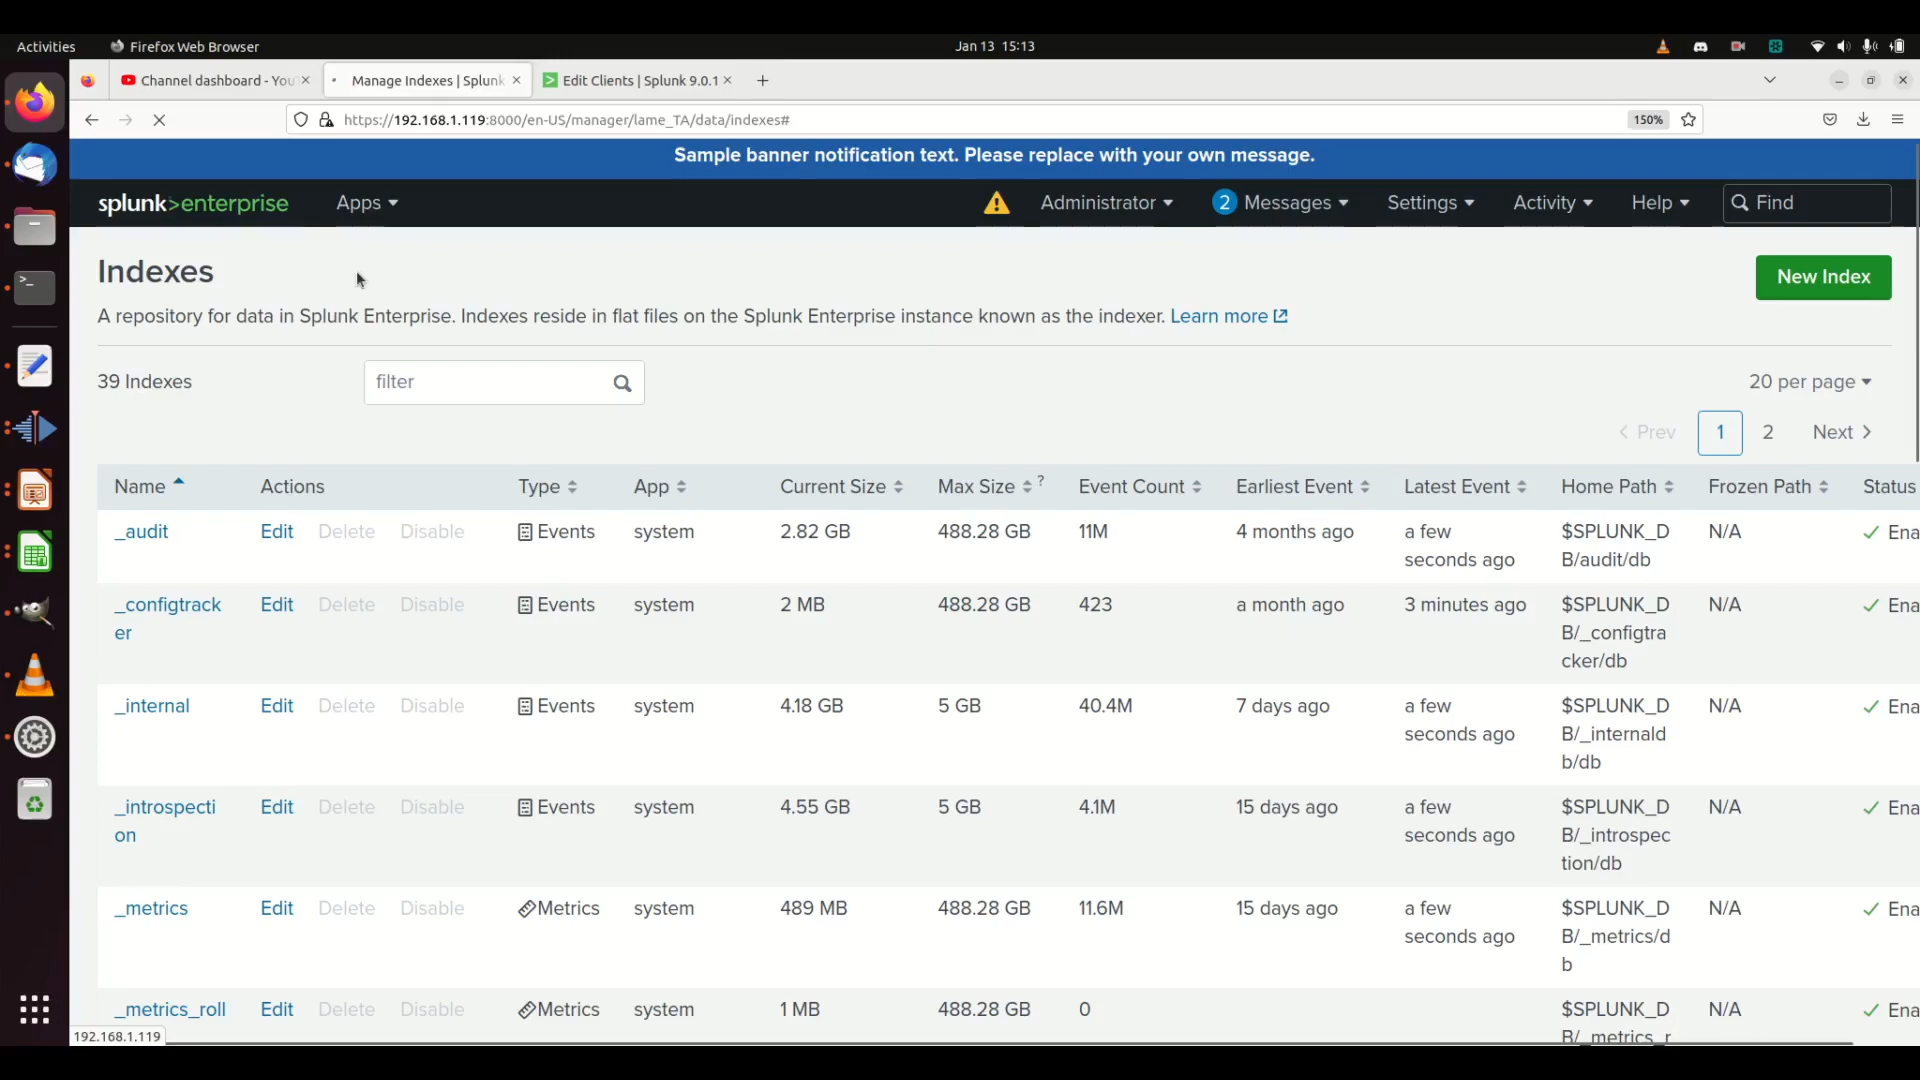 Activities Firefox Web Browser Jan 13 15:13
Channel dashboard - You Manage Indexes | Splunk Edit Clients | Splunk 9.0.1
https://192.168.1.119:8000/en-US/manager/lame_TA/data/indexes# 150%
Sample banner notification text. Please replace with your own message.
splunk>enterprise Apps Administrator 2 Messages Settings Activity Help Find
Indexes
New Index
A repository for data in Splunk Enterprise. Indexes reside in flat files on the Splunk Enterprise instance known as the indexer. Learn more
39 Indexes filter 20 per page
< Prev 1 2 Next >
Name Actions Type App Current Size Max Size ? Event Count Earliest Event Latest Event Home Path Frozen Path Status
_audit Edit Delete Disable Events system 2.82 GB 488.28 GB 11M 4 months ago a few $SPLUNK_D N/A Ena
seconds ago B/audit/db
_configtrack Edit Delete Disable Events system 2 MB 488.28 GB 423 a month ago 3 minutes ago $SPLUNK_D N/A Ena
er B/_configtra
cker/db
_internal Edit Delete Disable Events system 4.18 GB 5 GB 40.4M 7 days ago a few $SPLUNK_D N/A Ena
seconds ago B/_internald
b/db
_introspecti Edit Delete Disable Events system 4.55 GB 5 GB 4.1M 15 days ago a few $SPLUNK_D N/A Ena
on seconds ago B/_introspec
tion/db
_metrics Edit Delete Disable Metrics system 489 MB 488.28 GB 11.6M 15 days ago a few $SPLUNK_D N/A Ena
seconds ago B/_metrics/d
b
_metrics_roll Edit Delete Disable Metrics system 1 MB 488.28 GB 0 $SPLUNK_D N/A Ena
B/_metrics_r
192.168.1.119